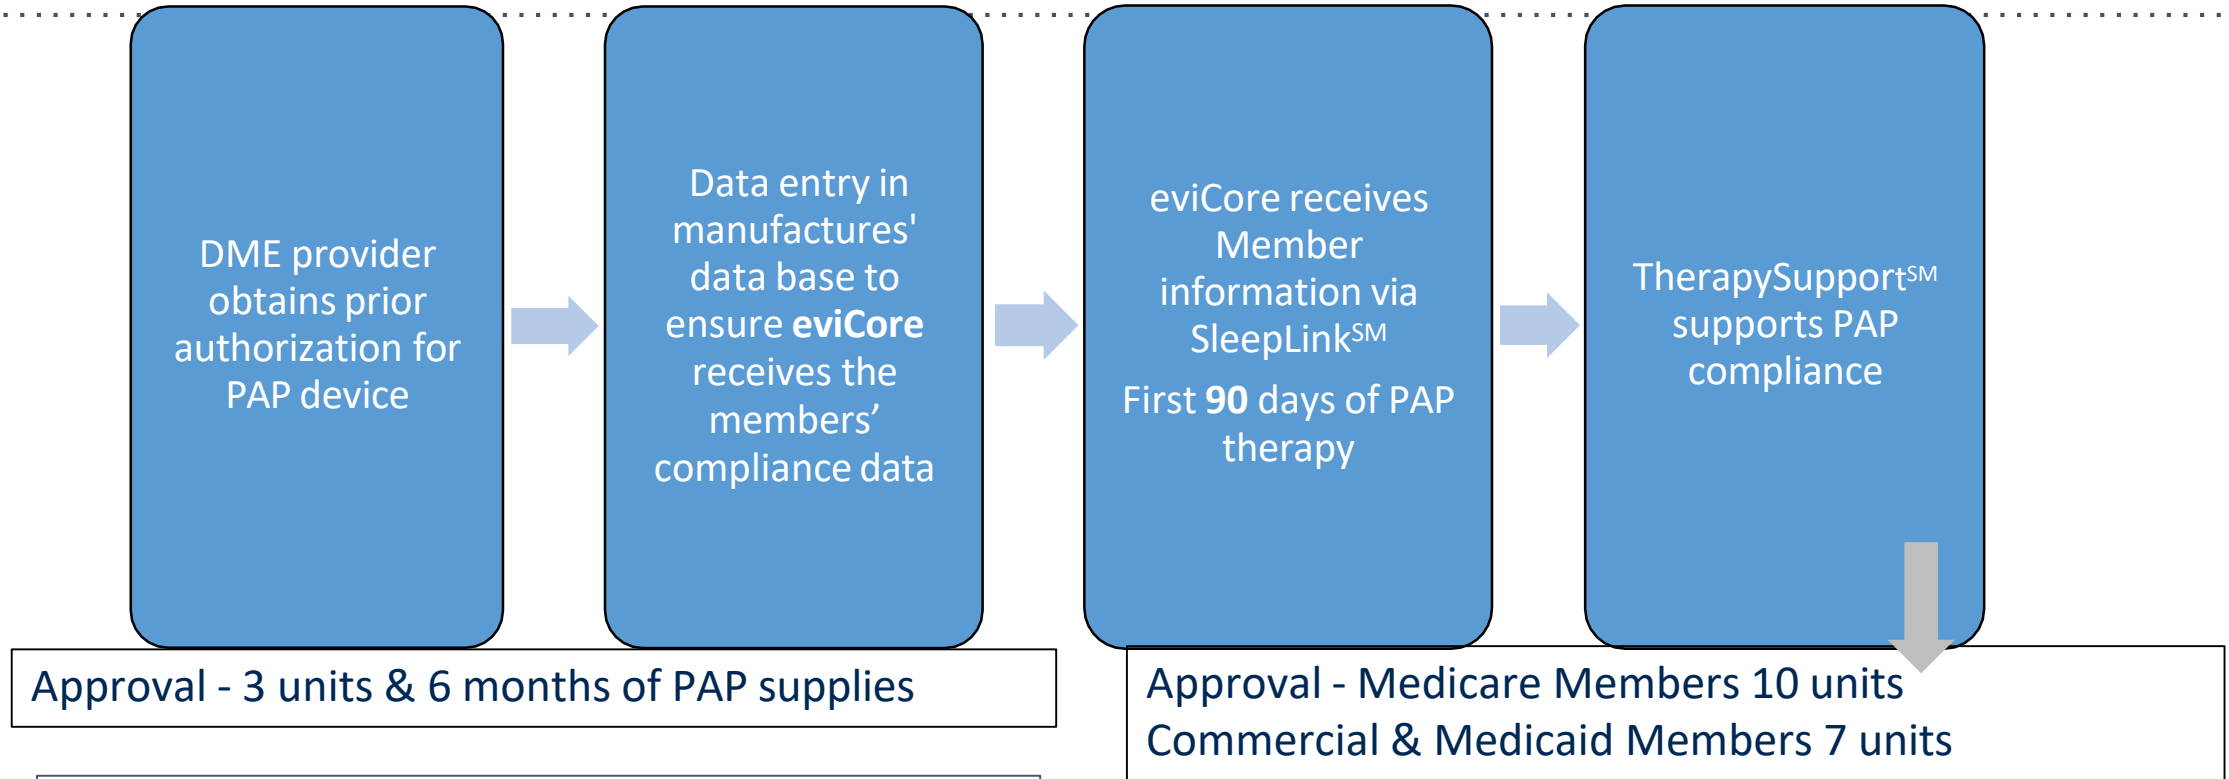 DME provider
obtains prior
authorization for
PAP device
Data entry in
manufactures'
data base to
ensure eviCore
receives the
members’
compliance data
eviCore receives
Member
information via
SleepLinkSM
First 90 days of PAP
therapy
TherapySupportSM
supports PAP
compliance
Approval - 3 units & 6 months of PAP supplies
Approval - Medicare Members 10 units
Commercial & Medicaid Members 7 units